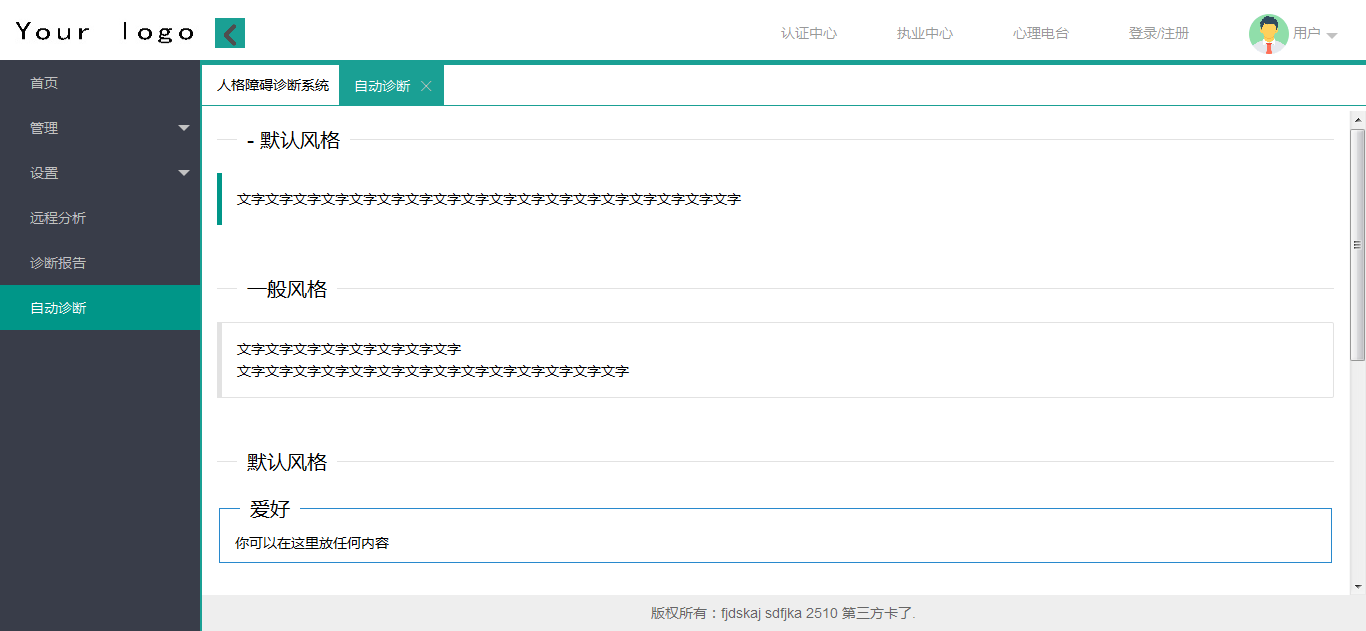 Your logo
认证中心
执业中心
心理电台
登录/注册
用户
首页
管理
设置
远程分析
诊断报告
自动诊断
人格障碍诊断系统
自动诊断
- 默认风格
文字文字文字文字文字文字文字文字文字文字文字文字文字文字文字文字文字文字
一般风格
文字文字文字文字文字文字文字文字
文字文字文字文字文字文字文字文字文字文字文字文字文字文字
默认风格
爱好
你可以在这里放任何内容
版权所有：fjdskaj sdfjka 2510 第三方卡了.